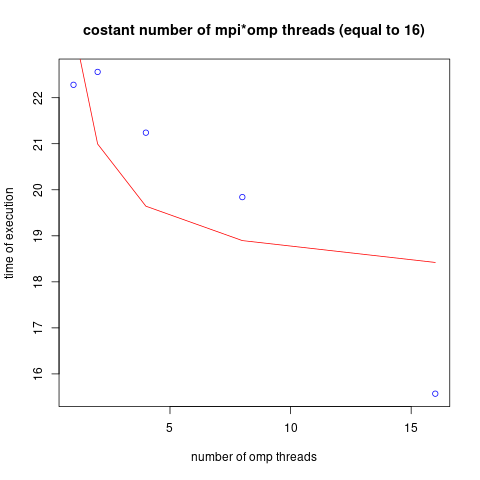 costant number of mpi*omp threads (equal to 16)
22
21
20
19
18
17
16
time of execution
5 10 15
number of omp threads